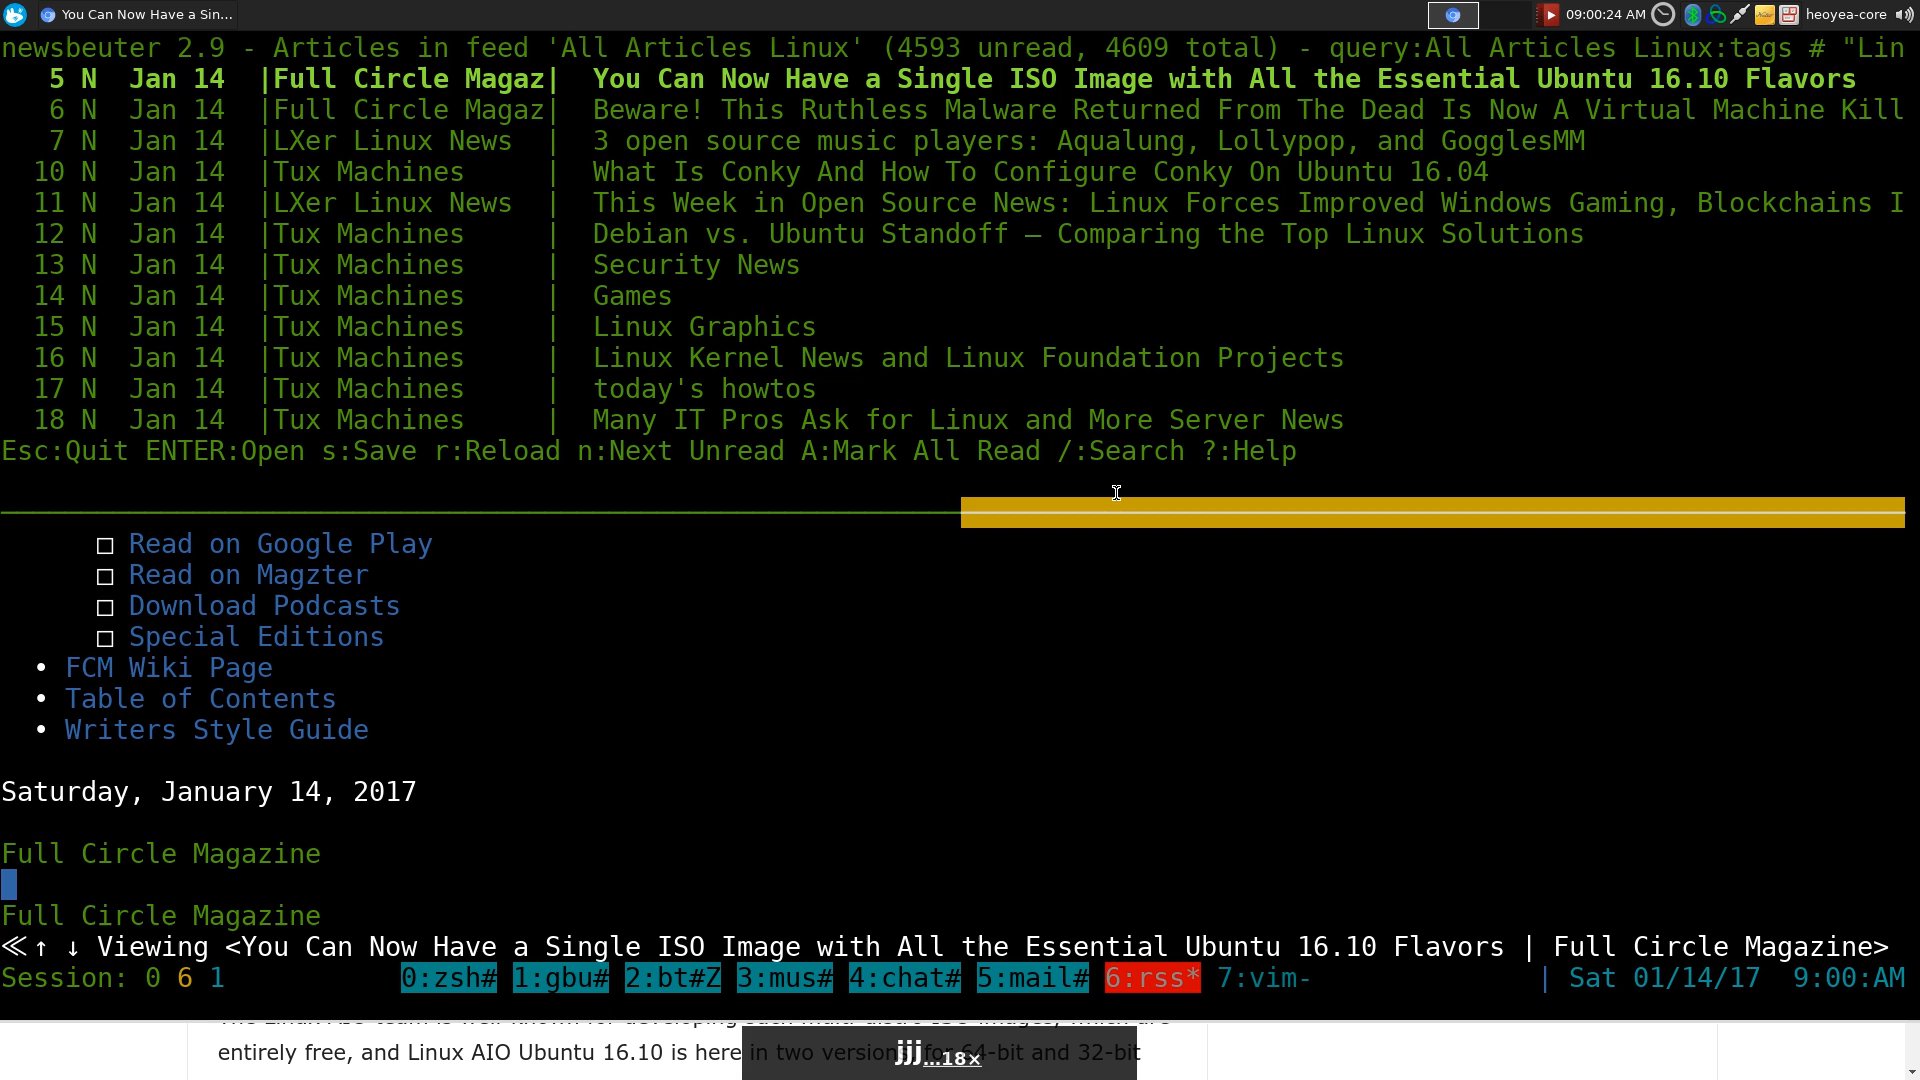 You Can Now Have a Sin...
09:00:24 AM
heoyea-core
newsbeuter 2.9 - Articles in feed 'All Articles Linux' (4593 unread, 4609 total) - query:All Articles Linux:tags # "Lin
5 N Jan 14 |Full Circle Magaz| You Can Now Have a Single ISO Image with All the Essential Ubuntu 16.10 Flavors
6 N Jan 14 |Full Circle Magaz| Beware! This Ruthless Malware Returned From The Dead Is Now A Virtual Machine Kill
7 N Jan 14 |LXer Linux News | 3 open source music players: Aqualung, Lollypop, and GogglesMM
10 N Jan 14 |Tux Machines | What Is Conky And How To Configure Conky On Ubuntu 16.04
11 N Jan 14 |LXer Linux News | This Week in Open Source News: Linux Forces Improved Windows Gaming, Blockchains I
12 N Jan 14 |Tux Machines | Debian vs. Ubuntu Standoff – Comparing the Top Linux Solutions
13 N Jan 14 |Tux Machines | Security News
14 N Jan 14 |Tux Machines | Games
15 N Jan 14 |Tux Machines | Linux Graphics
16 N Jan 14 |Tux Machines | Linux Kernel News and Linux Foundation Projects
17 N Jan 14 |Tux Machines | today's howtos
18 N Jan 14 |Tux Machines | Many IT Pros Ask for Linux and More Server News
Esc:Quit ENTER:Open s:Save r:Reload n:Next Unread A:Mark All Read /:Search ?:Help
□ Read on Google Play
□ Read on Magzter
□ Download Podcasts
□ Special Editions
• FCM Wiki Page
• Table of Contents
• Writers Style Guide
Saturday, January 14, 2017
Full Circle Magazine
Full Circle Magazine
≪↑ ↓ Viewing <You Can Now Have a Single ISO Image with All the Essential Ubuntu 16.10 Flavors | Full Circle Magazine>
Session: 0 6 1 0:zsh# 1:gbu# 2:bt#Z 3:mus# 4:chat# 5:mail# 6:rss* 7:vim- | Sat 01/14/17 9:00:AM
entirely free, and Linux AIO Ubuntu 16.10 is here in two versions, for 64-bit and 32-bit
jjj...18×